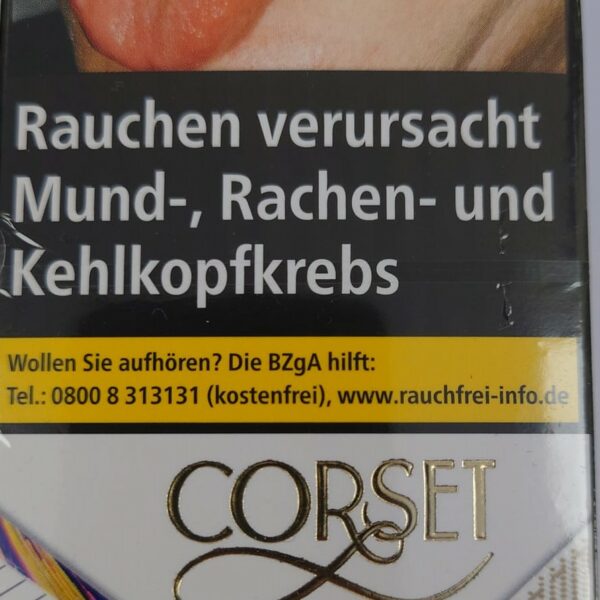 Rauchen verursacht
Mund-, Rachen- und
Kehlkopfkrebs
Wollen Sie aufhören? Die BZgA hilft:
Tel.: 0800 8 313131 (kostenfrei), www.rauchfrei-info.de
CORSET